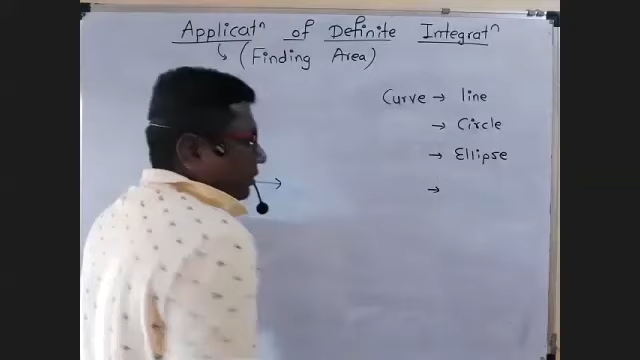 Applicatⁿ of Definite Integratⁿ
↳ (Finding Area)
Curve → line
→ Circle
→ Ellipse
→
→